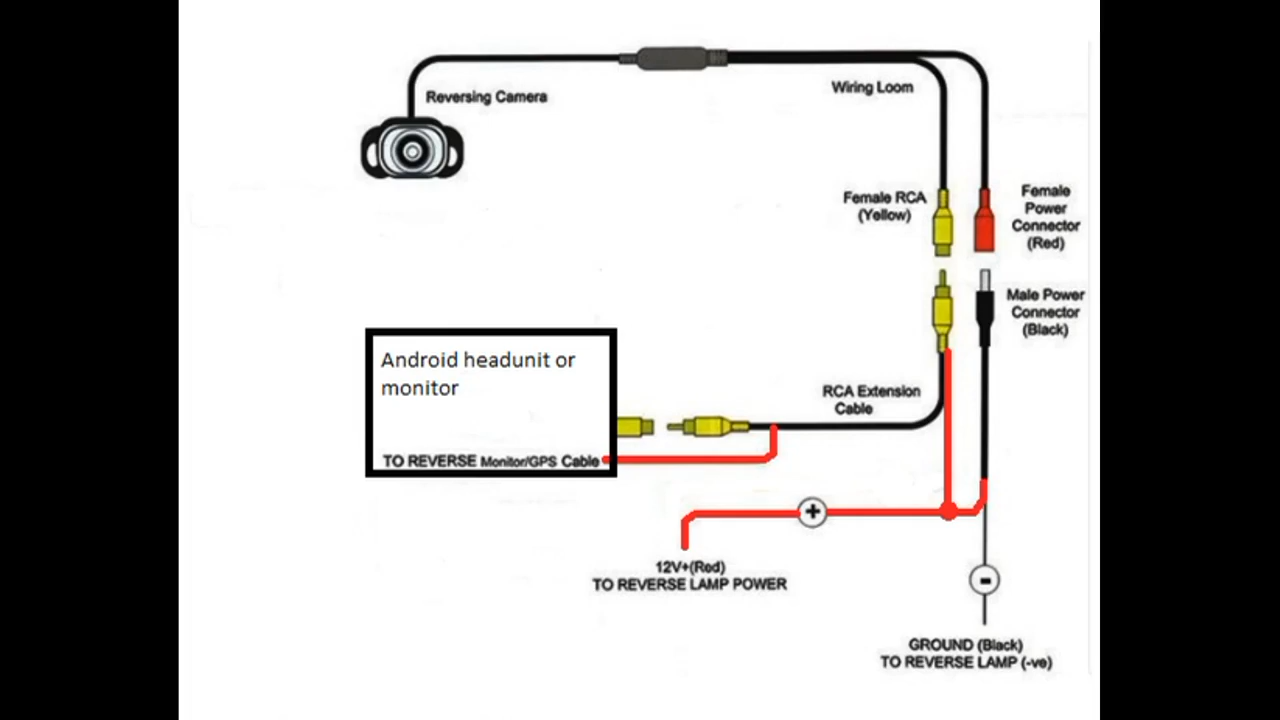 Reversing Camera
Wiring Loom
Female RCA
(Yellow)
Female
Power
Connector
(Red)
Male Power
Connector
(Black)
Android headunit or
monitor
RCA Extension
Cable
TO REVERSE Monitor/GPS Cable
+
12V+(Red)
TO REVERSE LAMP POWER
-
GROUND (Black)
TO REVERSE LAMP (-ve)